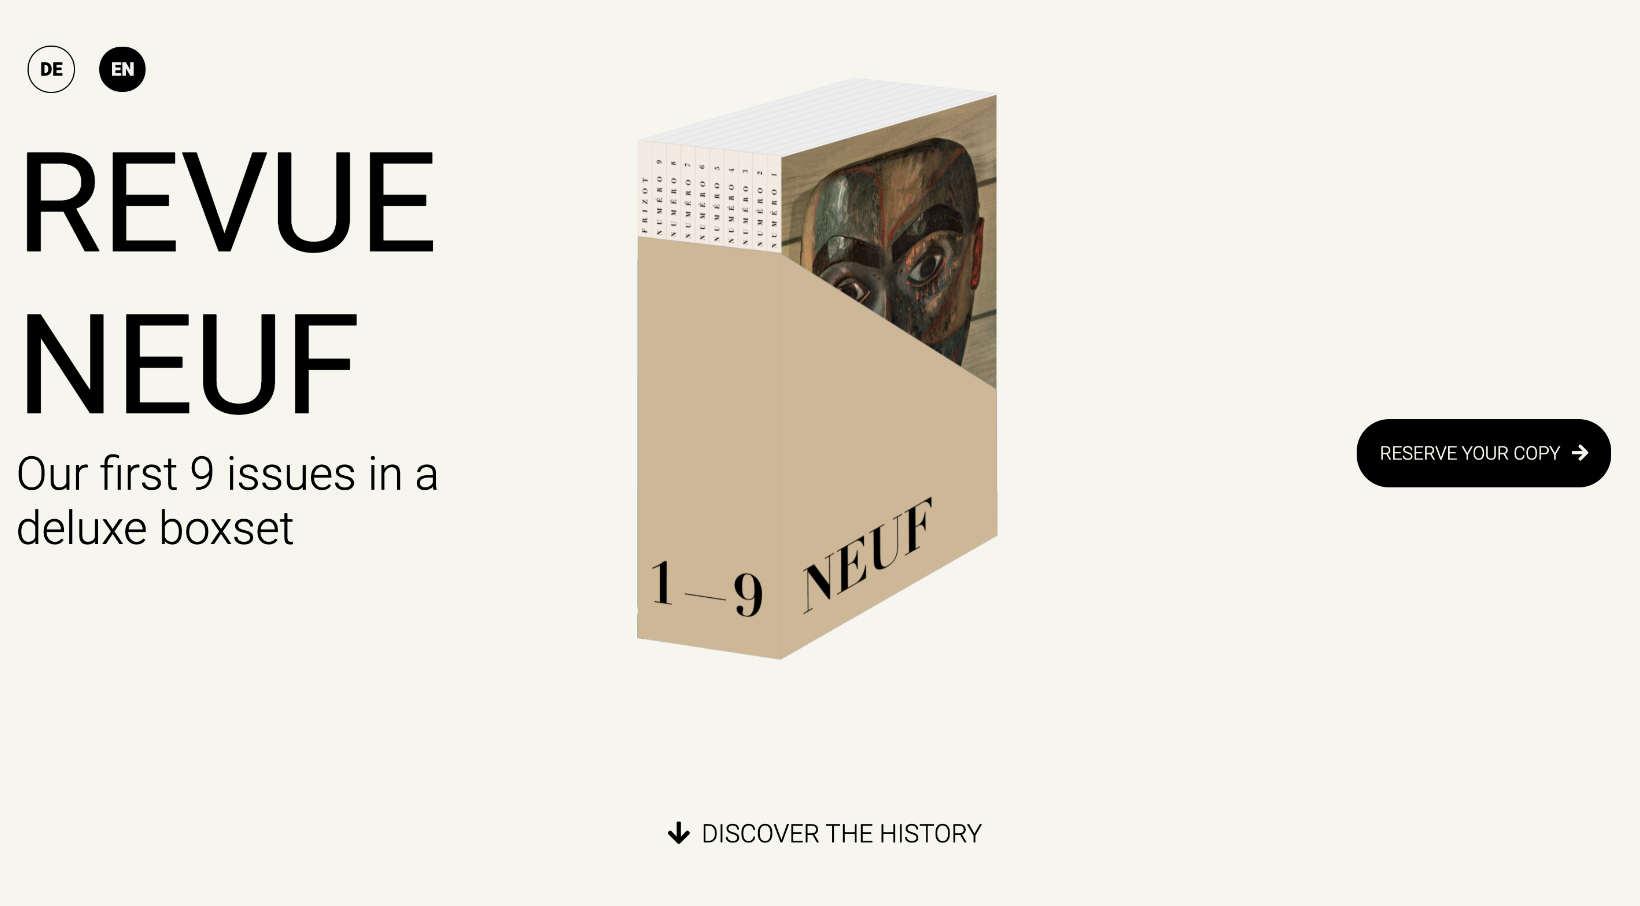 DE
EN
REVUE
NEUF
Our first 9 issues in a
deluxe boxset
FRIZOT
NUMÉRO 9
NUMÉRO 8
NUMÉRO 7
NUMÉRO 6
NUMÉRO 5
NUMÉRO 4
NUMÉRO 3
NUMÉRO 2
NUMÉRO 1
1—9
NEUF
RESERVE YOUR COPY
DISCOVER THE HISTORY